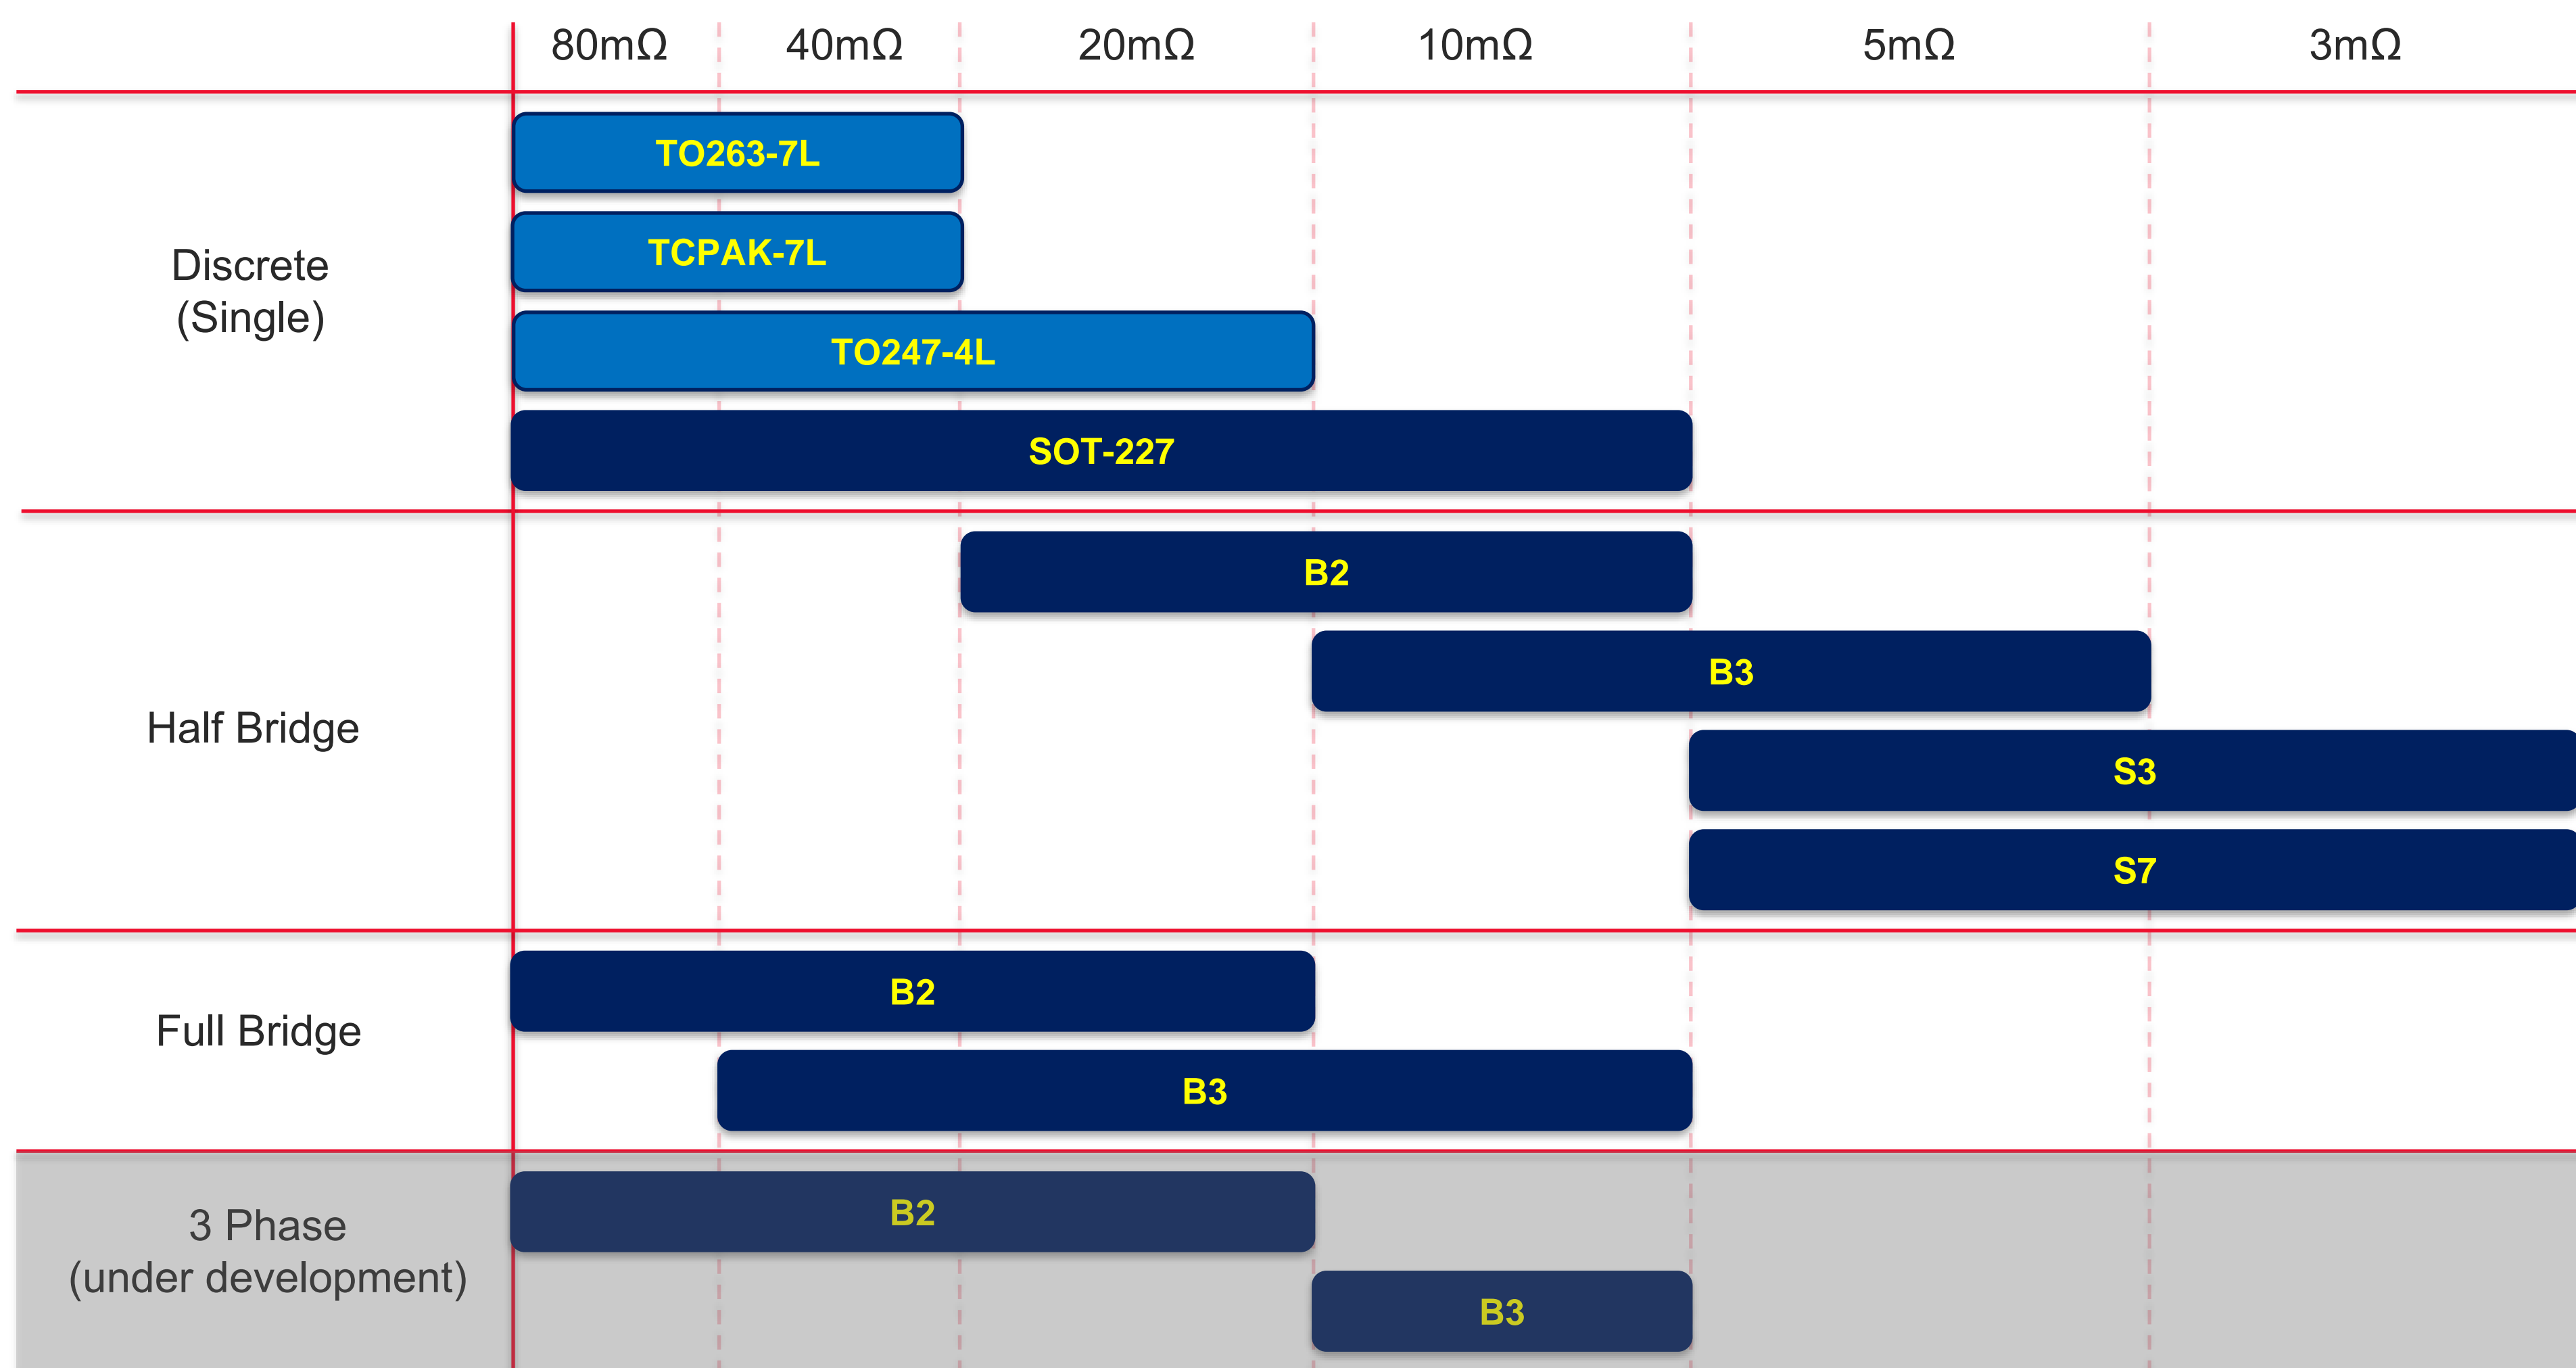 80mΩ 40mΩ 20mΩ 10mΩ 5mΩ 3mΩ
Discrete
(Single)
TO263-7L
TCPAK-7L
TO247-4L
SOT-227
Half Bridge
B2
B3
S3
S7
Full Bridge
B2
B3
3 Phase
(under development)
B2
B3